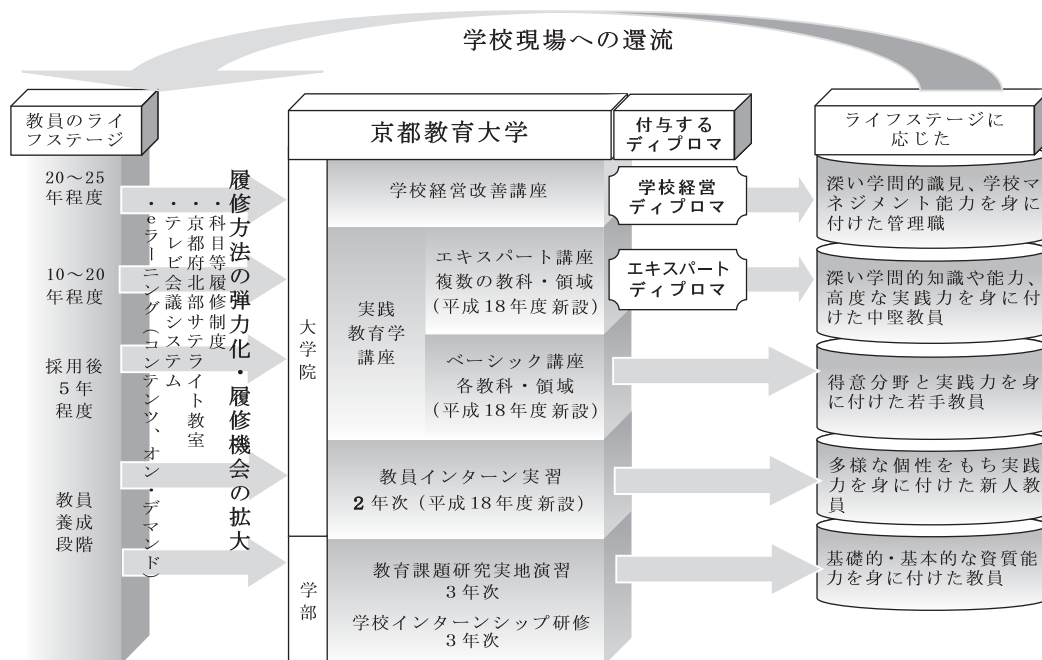 学校現場への還流
教員のライ
フステージ
20～25
年程度
10～20
年程度
採用後
5年
程度
教員
養成
段階
履修方法の弾力化・履修機会の拡大
・科目等履修制度
・京都府北部サテライト教室
・テレビ会議システム
・eラーニング（コンテンツ、オン・デマンド）
京都教育大学
付与する
ディプロマ
大学院
学校経営改善講座
学校経営
ディプロマ
実践
教育学
講座
エキスパート講座
複数の教科・領域
(平成18年度新設)
エキスパート
ディプロマ
ベーシック講座
各教科・領域
(平成18年度新設)
教員インターン実習
2年次（平成18年度新設）
学部
教育課題研究実地演習
3年次
学校インターンシップ研修
3年次
ライフステージに
応じた
深い学問的識見、学校マ
ネジメント能力を身に
付けた管理職
深い学問的知識や能力、
高度な実践力を身に付
けた中堅教員
得意分野と実践力を身
に付けた若手教員
多様な個性をもち実践
力を身に付けた新人教
員
基礎的・基本的な資質能
力を身に付けた教員